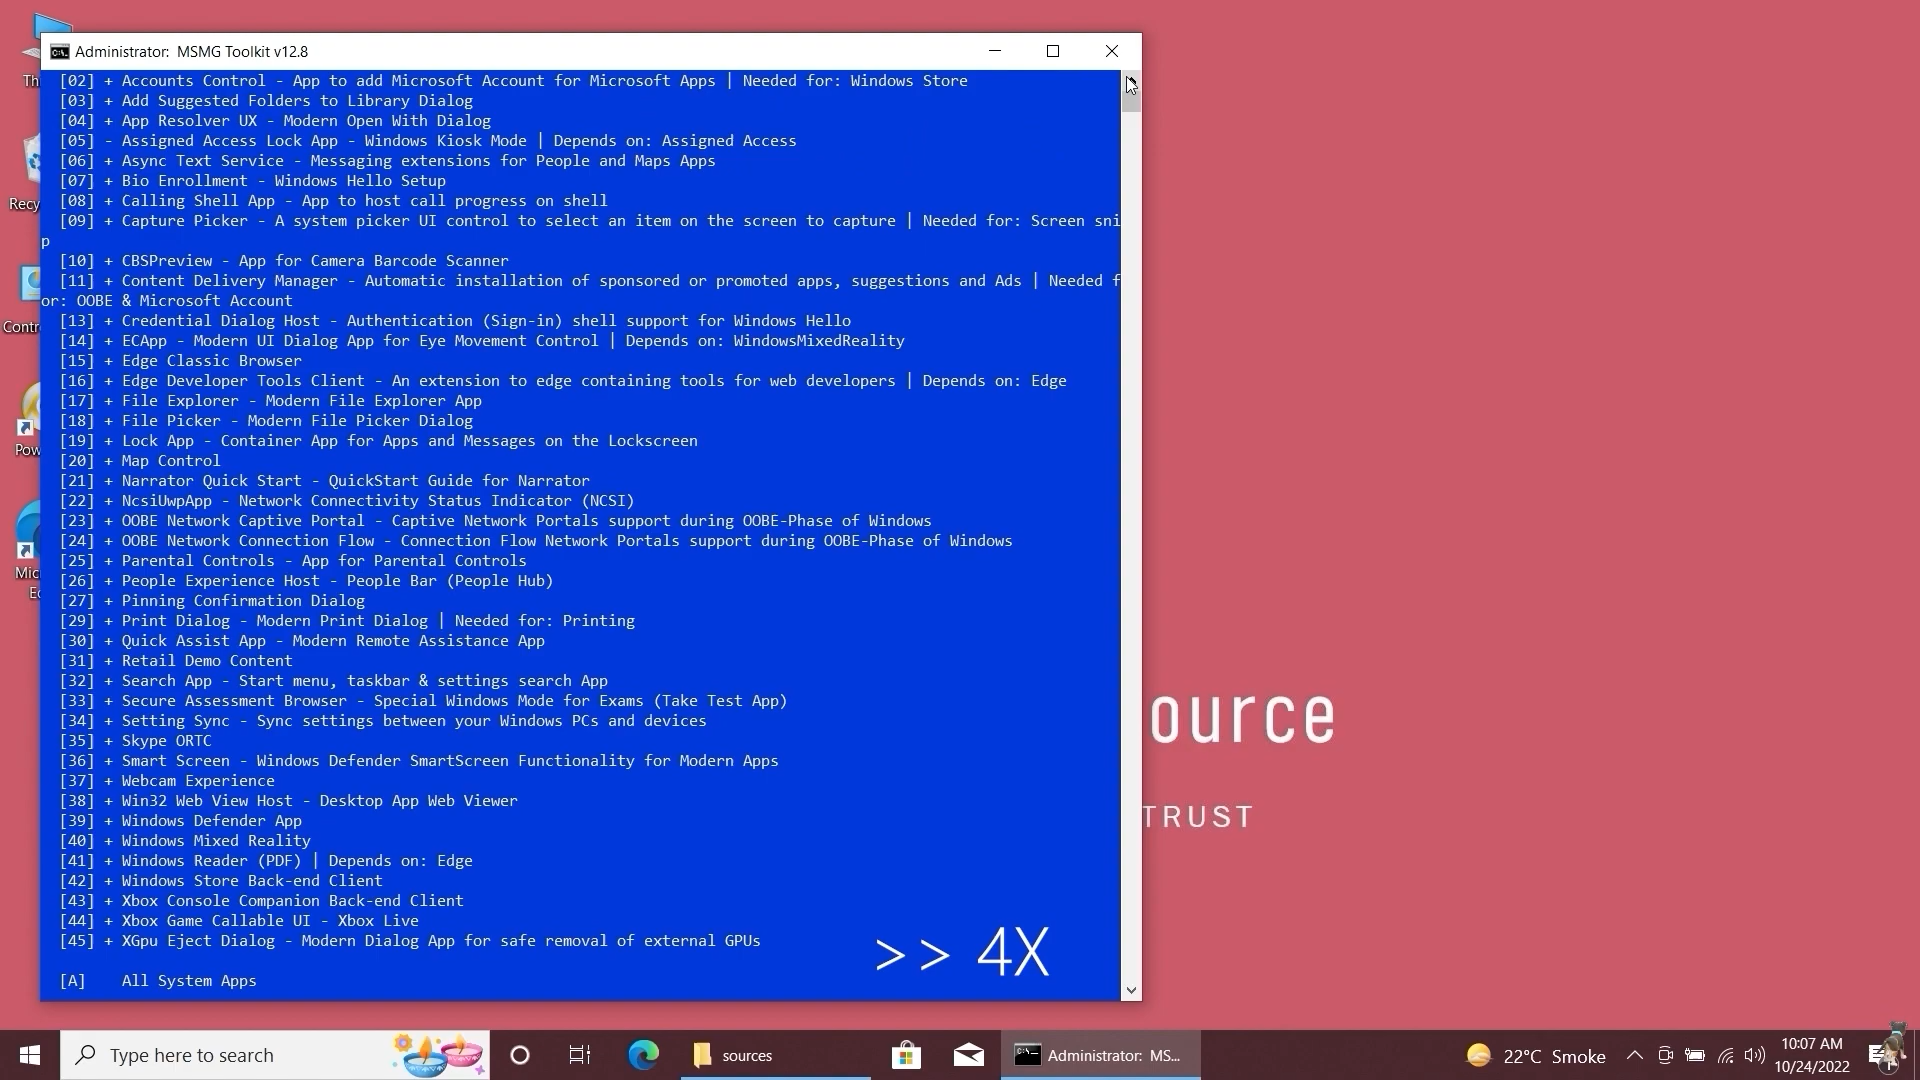 Administrator:  MSMG Toolkit v12.8
[02] + Accounts Control - App to add Microsoft Account for Microsoft Apps | Needed for: Windows Store
[03] + Add Suggested Folders to Library Dialog
[04] + App Resolver UX - Modern Open With Dialog
[05] - Assigned Access Lock App - Windows Kiosk Mode | Depends on: Assigned Access
[06] + Async Text Service - Messaging extensions for People and Maps Apps
[07] + Bio Enrollment - Windows Hello Setup
[08] + Calling Shell App - App to host call progress on shell
[09] + Capture Picker - A system picker UI control to select an item on the screen to capture | Needed for: Screen sni
p
[10] + CBSPreview - App for Camera Barcode Scanner
[11] + Content Delivery Manager - Automatic installation of sponsored or promoted apps, suggestions and Ads | Needed f
or: OOBE & Microsoft Account
[13] + Credential Dialog Host - Authentication (Sign-in) shell support for Windows Hello
[14] + ECApp - Modern UI Dialog App for Eye Movement Control | Depends on: WindowsMixedReality
[15] + Edge Classic Browser
[16] + Edge Developer Tools Client - An extension to edge containing tools for web developers | Depends on: Edge
[17] + File Explorer - Modern File Explorer App
[18] + File Picker - Modern File Picker Dialog
[19] + Lock App - Container App for Apps and Messages on the Lockscreen
[20] + Map Control
[21] + Narrator Quick Start - QuickStart Guide for Narrator
[22] + NcsiUwpApp - Network Connectivity Status Indicator (NCSI)
[23] + OOBE Network Captive Portal - Captive Network Portals support during OOBE-Phase of Windows
[24] + OOBE Network Connection Flow - Connection Flow Network Portals support during OOBE-Phase of Windows
[25] + Parental Controls - App for Parental Controls
[26] + People Experience Host - People Bar (People Hub)
[27] + Pinning Confirmation Dialog
[29] + Print Dialog - Modern Print Dialog | Needed for: Printing
[30] + Quick Assist App - Modern Remote Assistance App
[31] + Retail Demo Content
[32] + Search App - Start menu, taskbar & settings search App
[33] + Secure Assessment Browser - Special Windows Mode for Exams (Take Test App)
[34] + Setting Sync - Sync settings between your Windows PCs and devices
[35] + Skype ORTC
[36] + Smart Screen - Windows Defender SmartScreen Functionality for Modern Apps
[37] + Webcam Experience
[38] + Win32 Web View Host - Desktop App Web Viewer
[39] + Windows Defender App
[40] + Windows Mixed Reality
[41] + Windows Reader (PDF) | Depends on: Edge
[42] + Windows Store Back-end Client
[43] + Xbox Console Companion Back-end Client
[44] + Xbox Game Callable UI - Xbox Live
[45] + XGpu Eject Dialog - Modern Dialog App for safe removal of external GPUs
[A]    All System Apps
>> 4X
Th
Recy
Contr
Pow
Mic
Ec
ource
TRUST
Type here to search
sources
Administrator:  MS...
22°C  Smoke
10:07 AM
10/24/2022